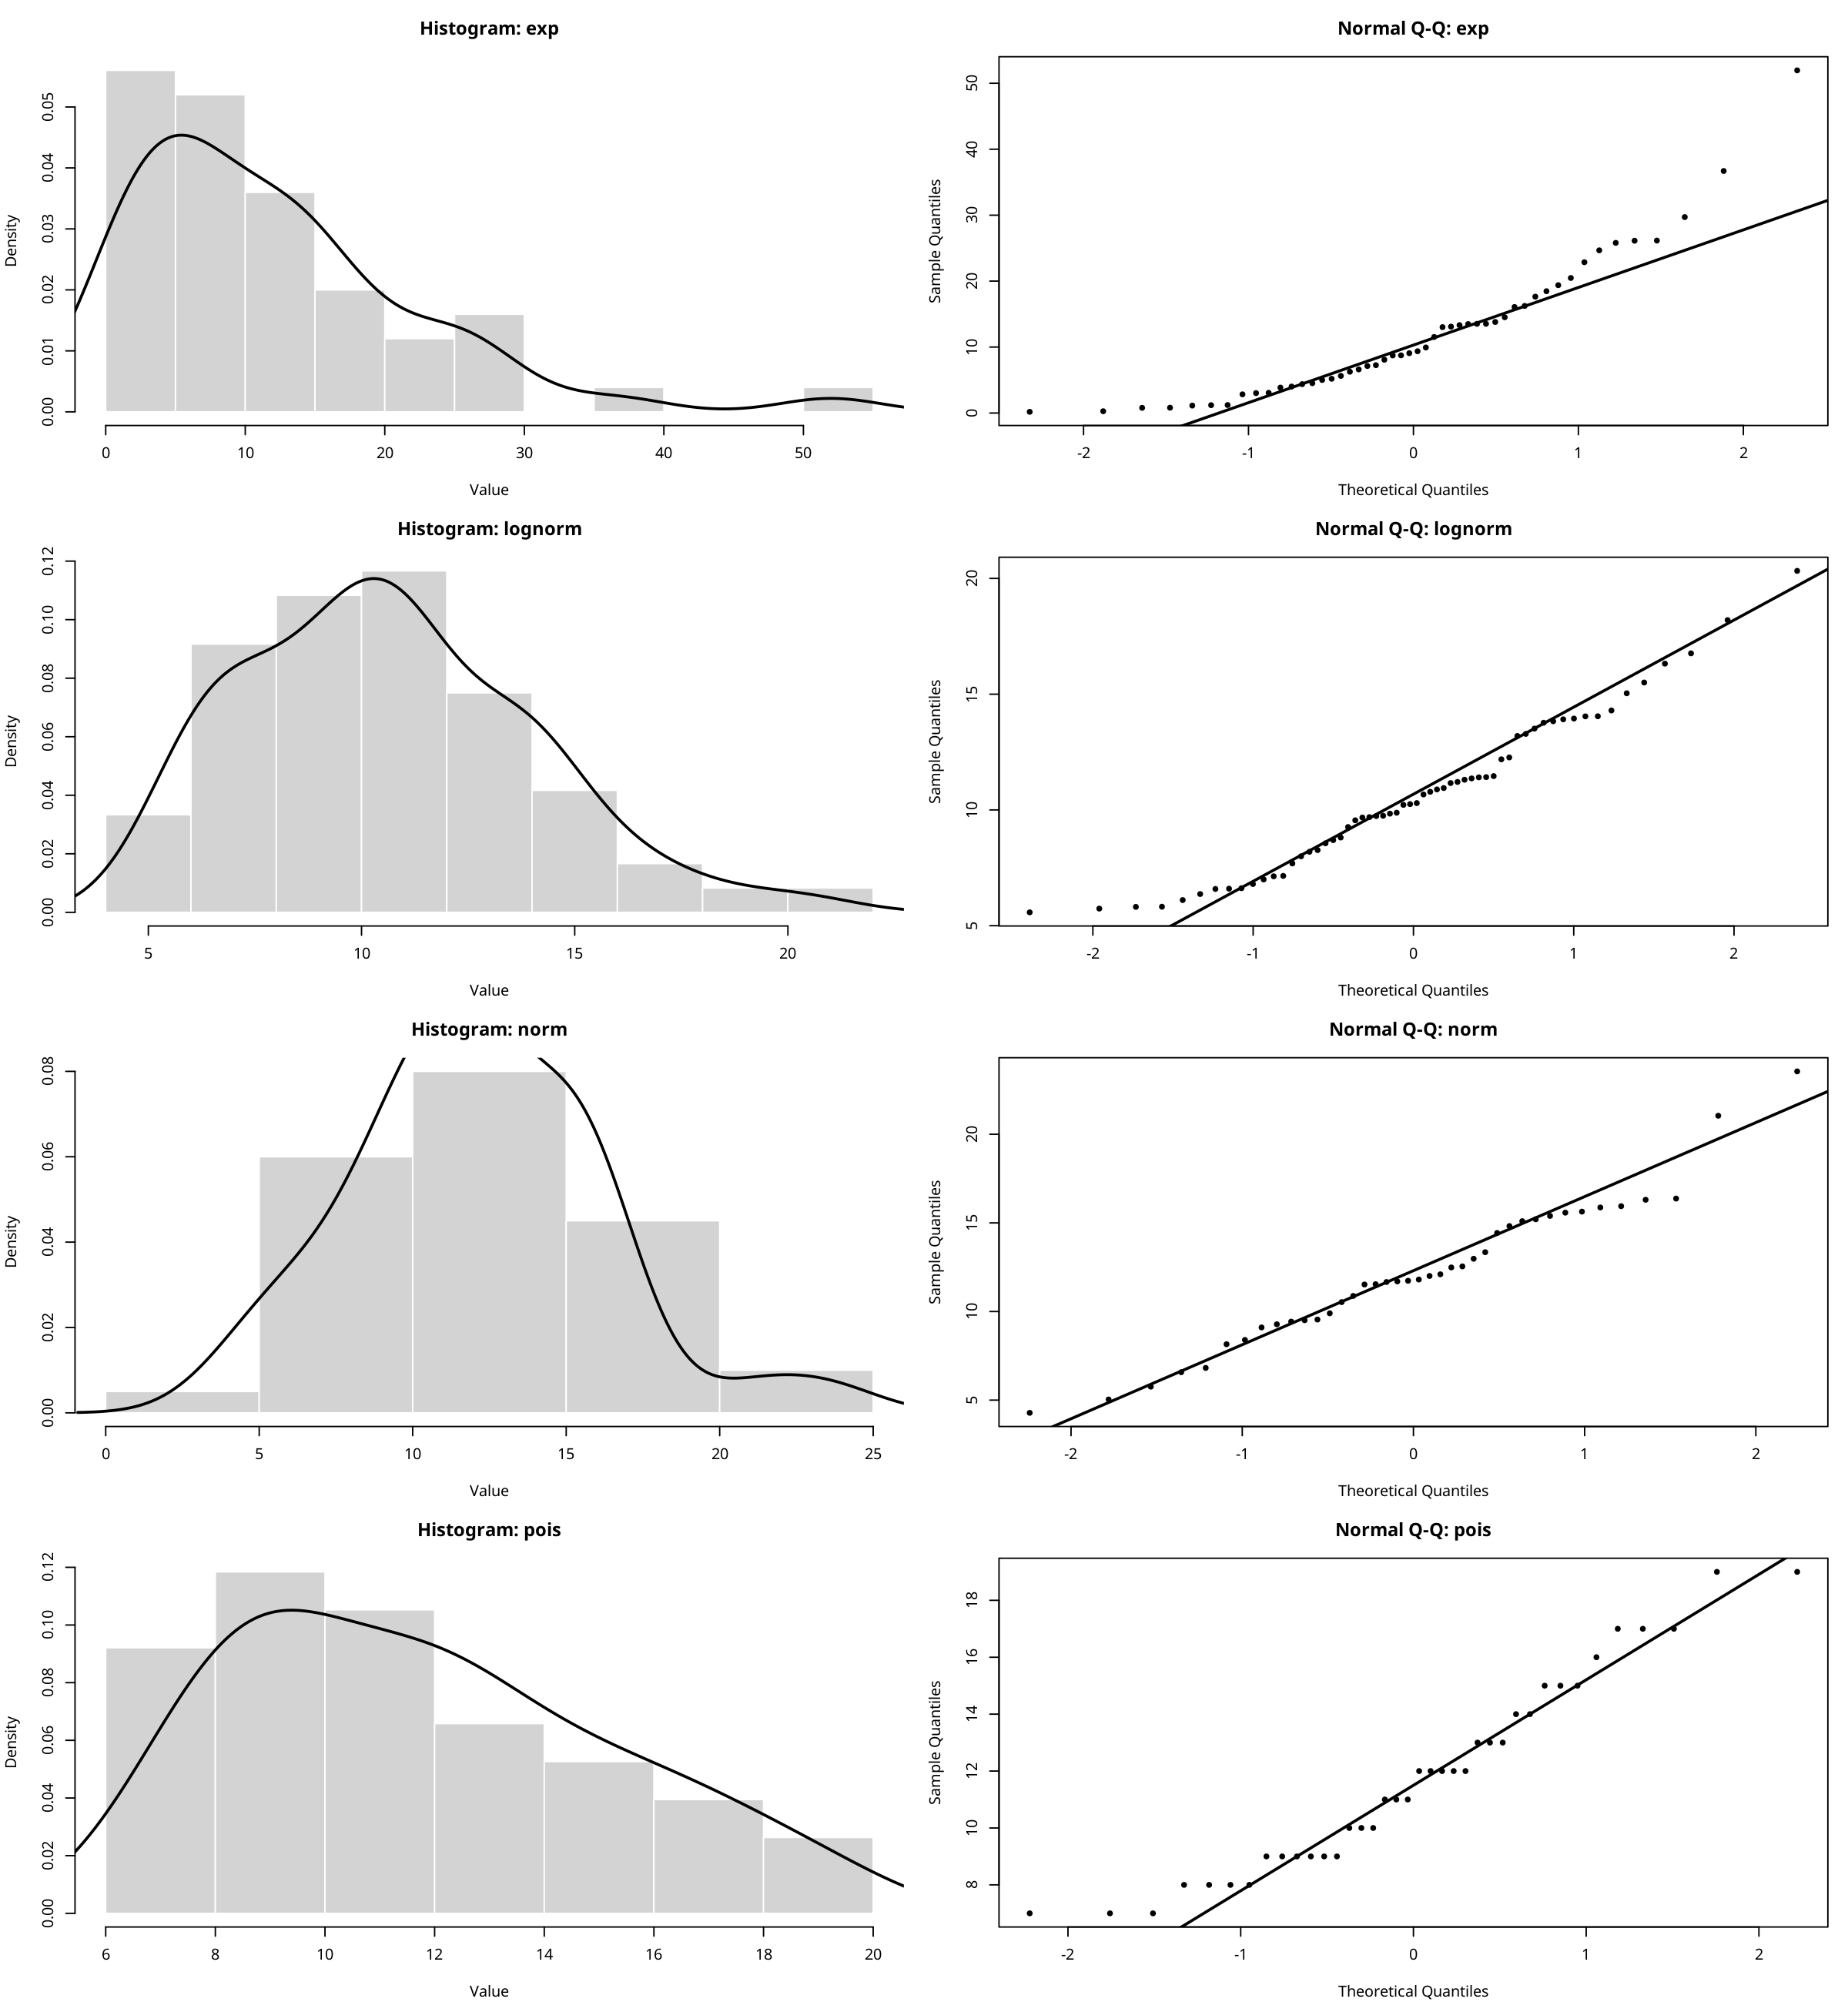 Histogram: exp
Density
0.00 0.01 0.02 0.03 0.04 0.05
0 10 20 30 40 50
Value
Normal Q-Q: exp
Sample Quantiles
0 10 20 30 40 50
-2 -1 0 1 2
Theoretical Quantiles
Histogram: lognorm
Density
0.00 0.02 0.04 0.06 0.08 0.10 0.12
5 10 15 20
Value
Normal Q-Q: lognorm
Sample Quantiles
5 10 15 20
-2 -1 0 1 2
Theoretical Quantiles
Histogram: norm
Density
0.00 0.02 0.04 0.06 0.08
0 5 10 15 20 25
Value
Normal Q-Q: norm
Sample Quantiles
5 10 15 20
-2 -1 0 1 2
Theoretical Quantiles
Histogram: pois
Density
0.00 0.02 0.04 0.06 0.08 0.10 0.12
6 8 10 12 14 16 18 20
Value
Normal Q-Q: pois
Sample Quantiles
8 10 12 14 16 18
-2 -1 0 1 2
Theoretical Quantiles